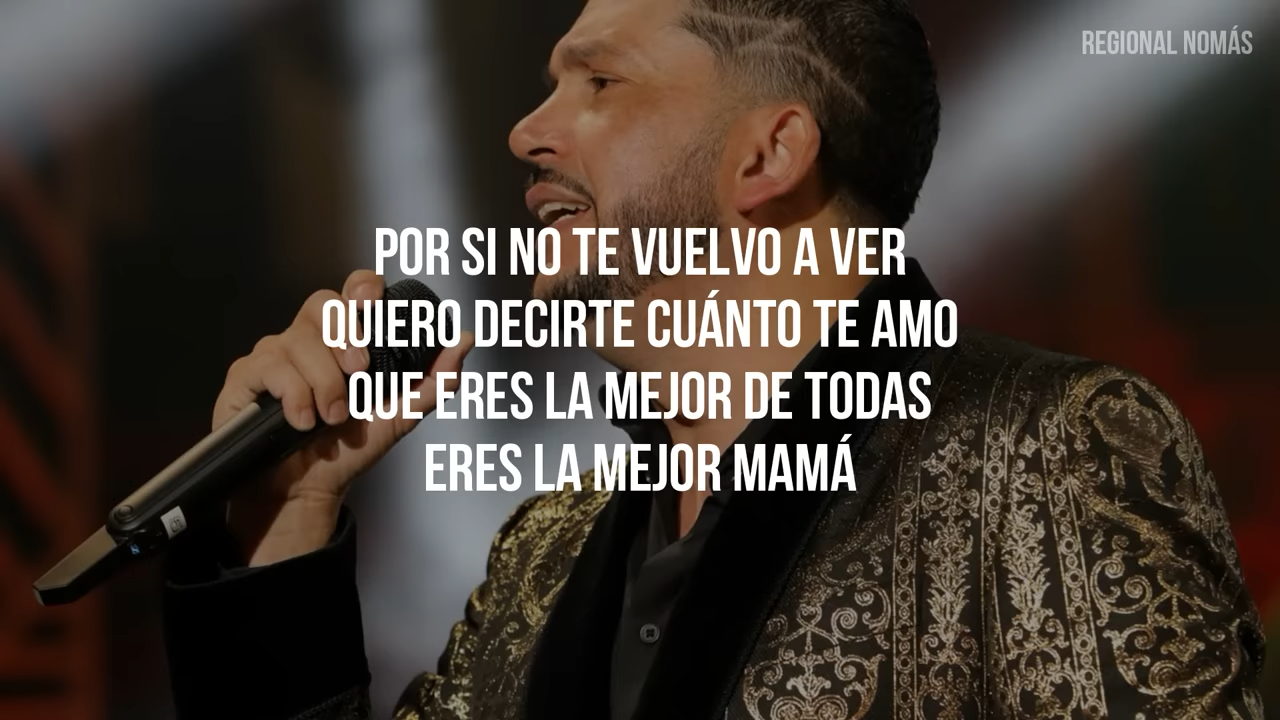 REGIONAL NOMÁS
POR SI NO TE VUELVO A VER
QUIERO DECIRTE CUÁNTO TE AMO
QUE ERES LA MEJOR DE TODAS
ERES LA MEJOR MAMÁ